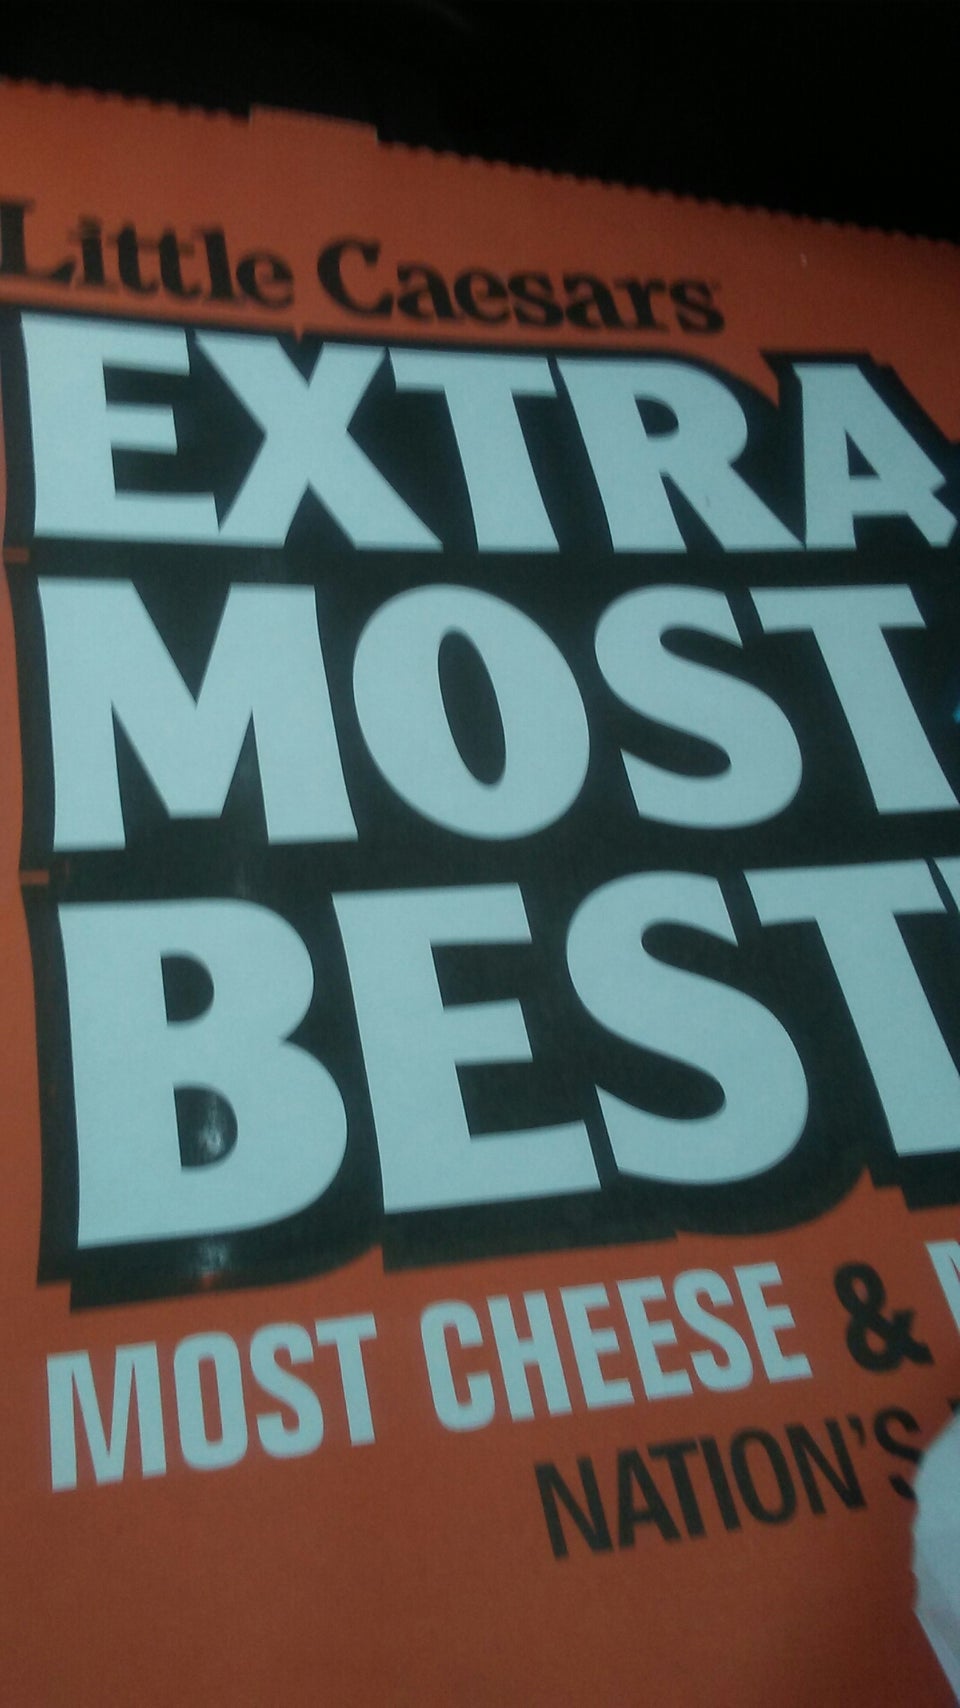 Little Caesars
EXTRA
MOST
BEST
MOST CHEESE &
NATION'S